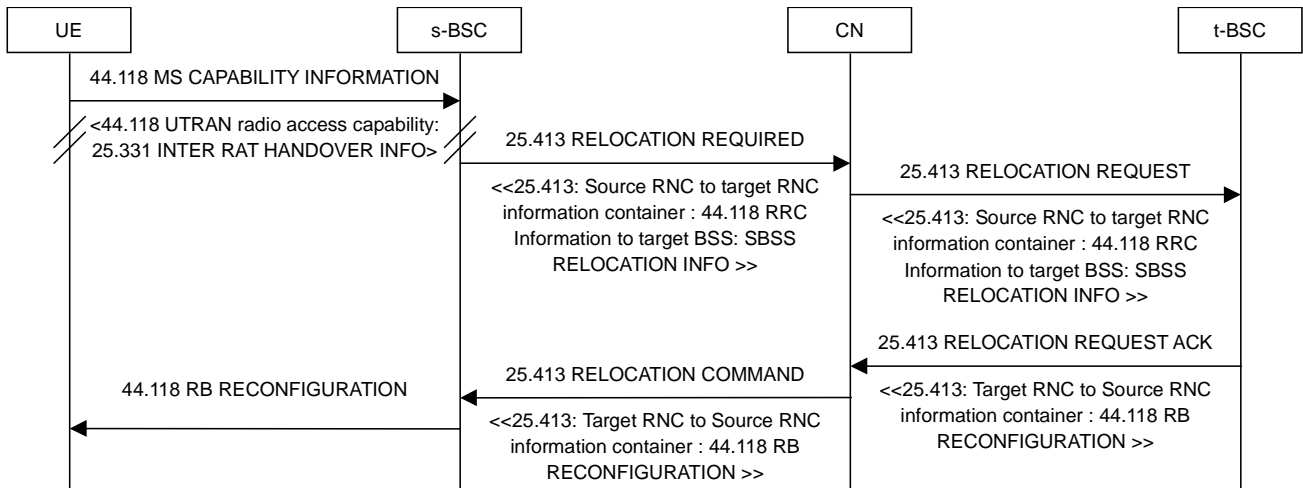 UE
s-BSC
CN
t-BSC
44.118 MS CAPABILITY INFORMATION
<44.118 UTRAN radio access capability:
25.331 INTER RAT HANDOVER INFO>
25.413 RELOCATION REQUIRED
<<25.413: Source RNC to target RNC
information container : 44.118 RRC
Information to target BSS: SBSS
RELOCATION INFO >>
25.413 RELOCATION REQUEST
<<25.413: Source RNC to target RNC
information container : 44.118 RRC
Information to target BSS: SBSS
RELOCATION INFO >>
25.413 RELOCATION REQUEST ACK
<<25.413: Target RNC to Source RNC
information container : 44.118 RB
RECONFIGURATION >>
25.413 RELOCATION COMMAND
<<25.413: Target RNC to Source RNC
information container : 44.118 RB
RECONFIGURATION >>
44.118 RB RECONFIGURATION